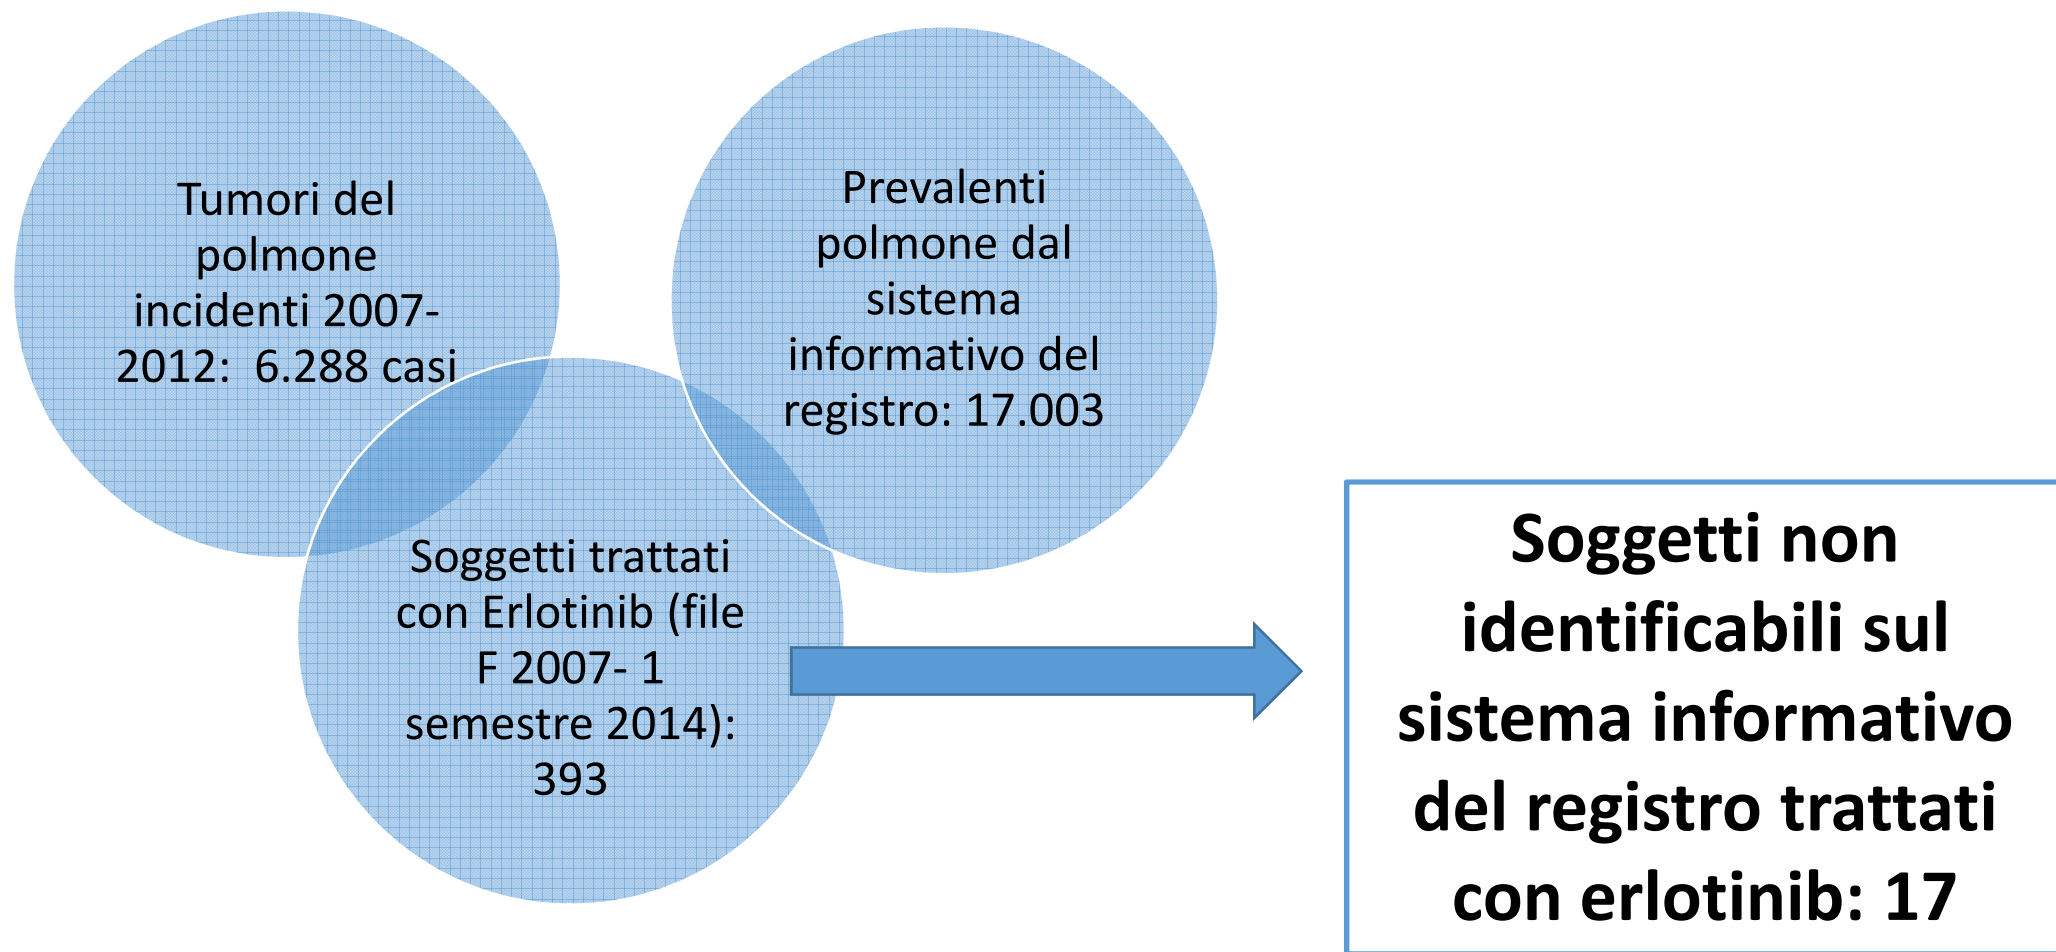 Tumori del
polmone
incidenti 2007-
2012:  6.288 casi
Prevalenti
polmone dal
sistema
informativo del
registro: 17.003
Soggetti trattati
con Erlotinib (file
F 2007- 1
semestre 2014):
393
Soggetti non
identificabili sul
sistema informativo
del registro trattati
con erlotinib: 17